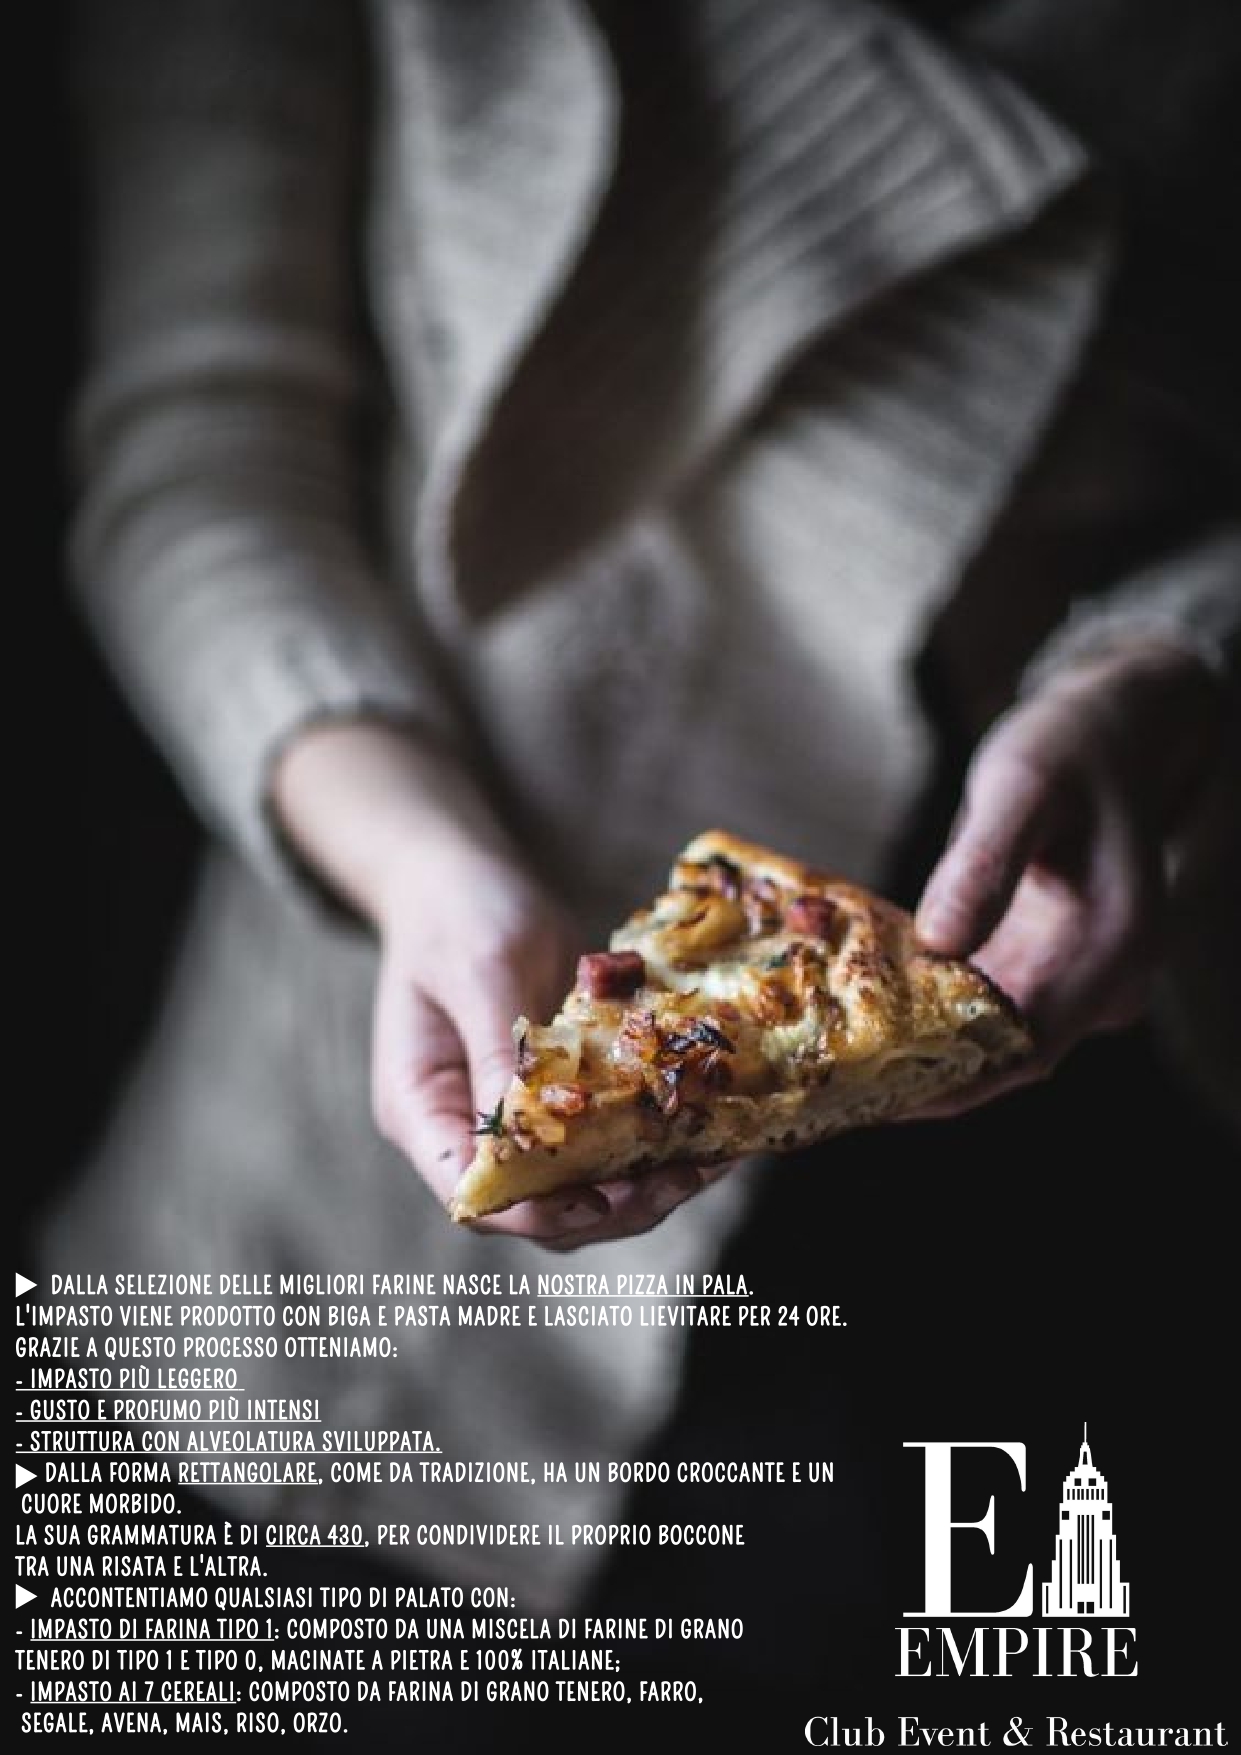 ▶ DALLA SELEZIONE DELLE MIGLIORI FARINE NASCE LA NOSTRA PIZZA IN PALA.
L'IMPASTO VIENE PRODOTTO CON BIGA E PASTA MADRE E LASCIATO LIEVITARE PER 24 ORE.
GRAZIE A QUESTO PROCESSO OTTENIAMO:
- IMPASTO PIÙ LEGGERO
- GUSTO E PROFUMO PIÙ INTENSI
- STRUTTURA CON ALVEOLATURA SVILUPPATA.
▶ DALLA FORMA RETTANGOLARE, COME DA TRADIZIONE, HA UN BORDO CROCCANTE E UN
CUORE MORBIDO.
LA SUA GRAMMATURA È DI CIRCA 430, PER CONDIVIDERE IL PROPRIO BOCCONE
TRA UNA RISATA E L'ALTRA.
▶ ACCONTENTIAMO QUALSIASI TIPO DI PALATO CON:
- IMPASTO DI FARINA TIPO 1: COMPOSTO DA UNA MISCELA DI FARINE DI GRANO
TENERO DI TIPO 1 E TIPO 0, MACINATE A PIETRA E 100% ITALIANE;
- IMPASTO AI 7 CEREALI: COMPOSTO DA FARINA DI GRANO TENERO, FARRO,
SEGALE, AVENA, MAIS, RISO, ORZO.
E
EMPIRE
Club Event & Restaurant